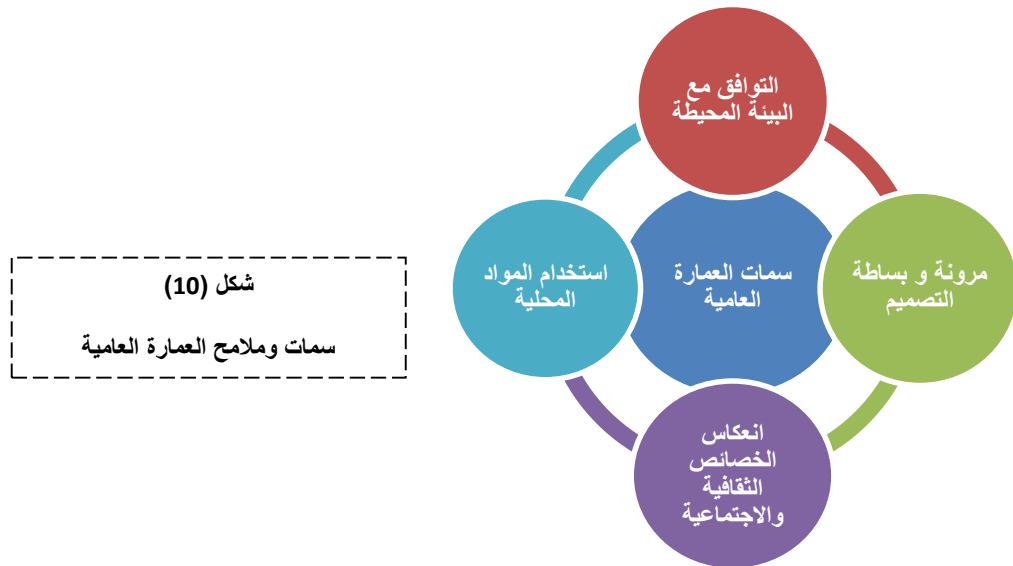 التوافق مع
البيئة المحيطة
مرونة و بساطة
التصميم
سمات العمارة
العامية
استخدام المواد
المحلية
انعكاس
الخصائص
الثقافية
والاجتماعية
شكل (10)
سمات وملامح العمارة العامية